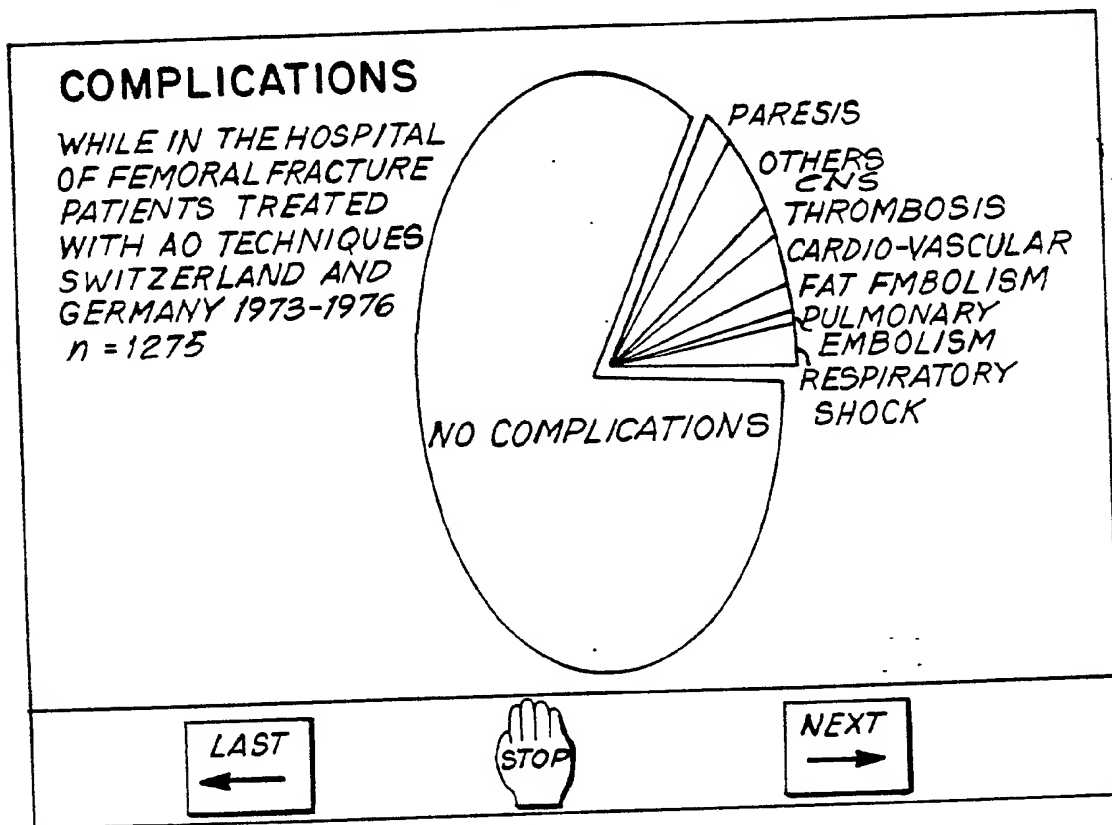 COMPLICATIONS
WHILE IN THE HOSPITAL
OF FEMORAL FRACTURE
PATIENTS TREATED
WITH AO TECHNIQUES
SWITZERLAND AND
GERMANY 1973-1976
n = 1275
PARESIS
OTHERS
CNS
THROMBOSIS
CARDIO-VASCULAR
FAT FMBOLISM
PULMONARY
EMBOLISM
RESPIRATORY
SHOCK
NO COMPLICATIONS
LAST
STOP
NEXT